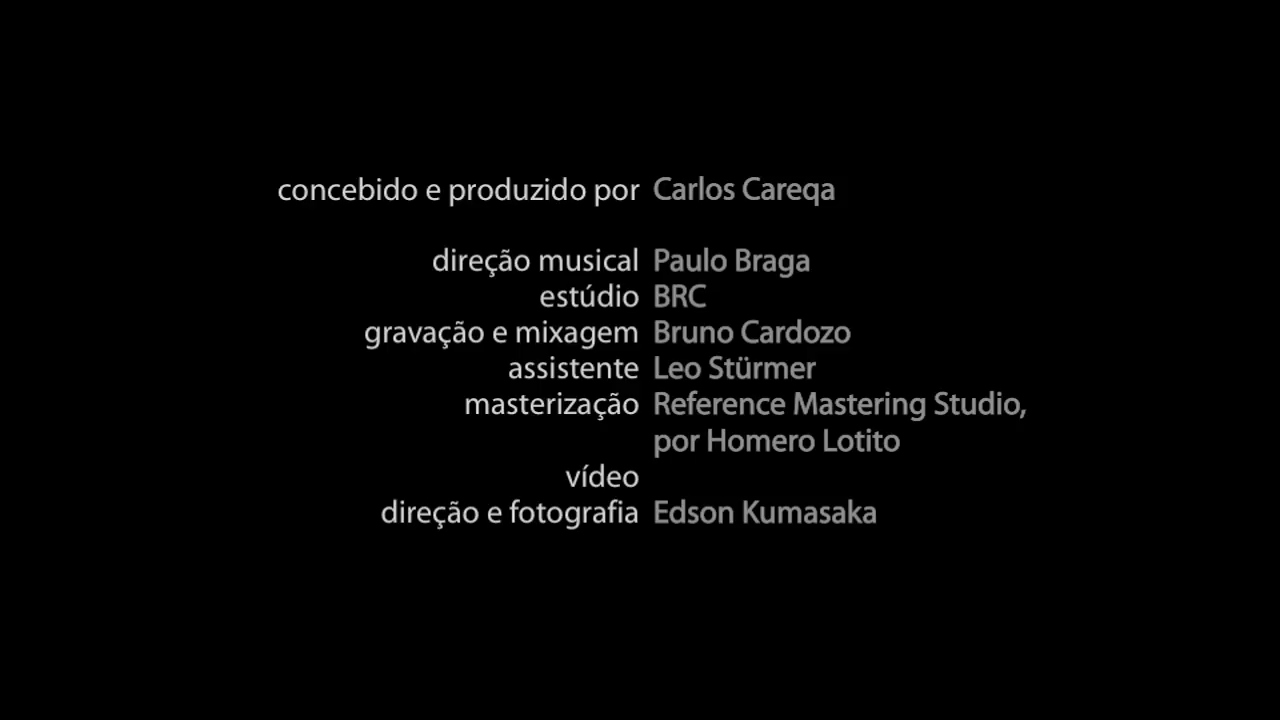 concebido e produzido por Carlos Careqa
direção musical Paulo Braga
estúdio BRC
gravação e mixagem Bruno Cardozo
assistente Leo Stürmer
masterização Reference Mastering Studio,
por Homero Lotito
vídeo
direção e fotografia Edson Kumasaka